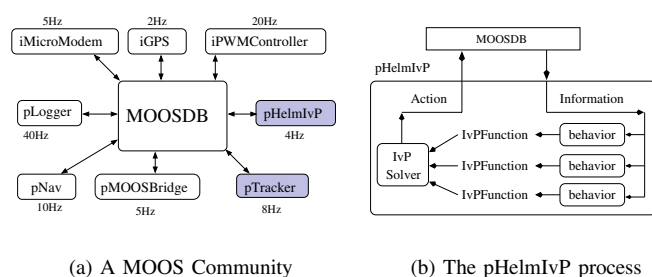 5Hz 2Hz 20Hz
iMicroModem iGPS iPWMController
pLogger MOOSDB pHelmIvP
40Hz 4Hz
pNav pMOOSBridge pTracker
10Hz 5Hz 8Hz
(a) A MOOS Community
MOOSDB
pHelmIvP
Action Information
IvPFunction behavior
IvP
Solver
IvPFunction behavior
IvPFunction behavior
(b) The pHelmIvP process